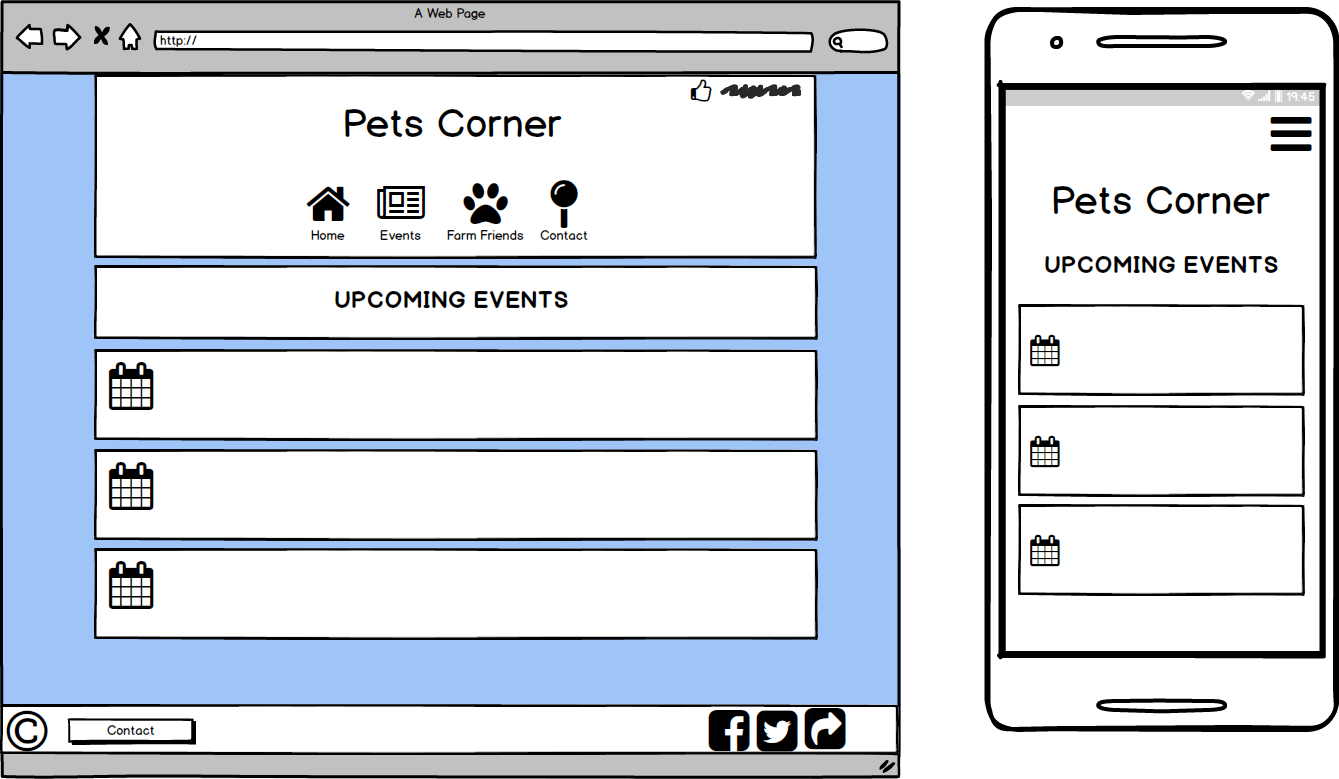 A Web Page
http://
Pets Corner
Home Events Farm Friends Contact
UPCOMING EVENTS
© Contact
19:45
Pets Corner
UPCOMING EVENTS